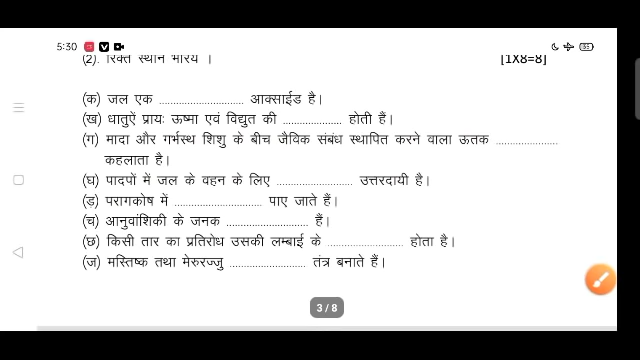 5:30 55
(2). रिक्त स्थान भरिये । [1X8=8]
(क) जल एक .............................. आक्साईड है।
(ख) धातुऐं प्रायः ऊष्मा एवं विद्युत की ..................... होती हैं।
(ग) मादा और गर्भस्थ शिशु के बीच जैविक संबंध स्थापित करने वाला ऊतक ......................
कहलाता है।
(घ) पादपों में जल के वहन के लिए ........................... उत्तरदायी है।
(ड़) परागकोष में ............................... पाए जाते हैं।
(च) आनुवांशिकी के जनक ............................. हैं।
(छ) किसी तार का प्रतिरोध उसकी लम्बाई के ........................... होता है।
(ज) मस्तिष्क तथा मेरुरज्जु ........................... तंत्र बनाते हैं।
3 / 8